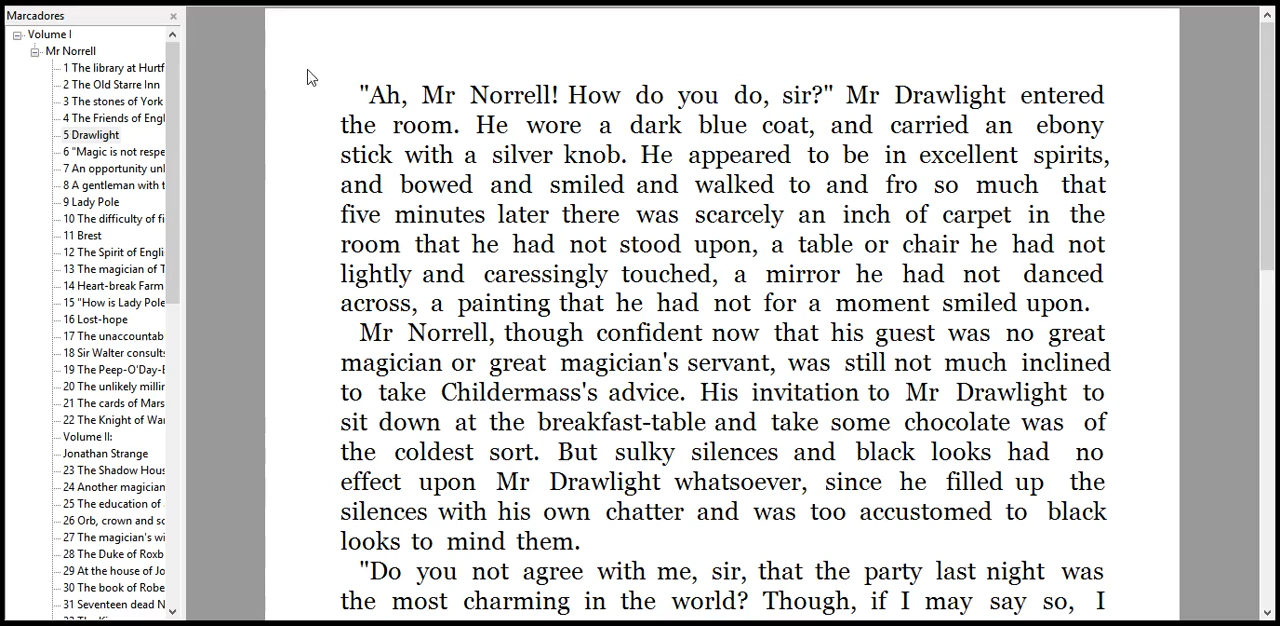 Marcadores
Volume I
Mr Norrell
1 The library at Hurtf
2 The Old Starre Inn
3 The stones of York
4 The Friends of Engl
5 Drawlight
6 "Magic is not respe
7 An opportunity unl
8 A gentleman with t
9 Lady Pole
10 The difficulty of fi
11 Brest
12 The Spirit of Englis
13 The magician of T
14 Heart-break Farm
15 "How is Lady Pole
16 Lost-hope
17 The unaccountab
18 Sir Walter consults
19 The Peep-O'Day-B
20 The unlikely millin
21 The cards of Mars
22 The Knight of Wan
Volume II:
Jonathan Strange
23 The Shadow Hous
24 Another magician
25 The education of
26 Orb, crown and sc
27 The magician's wi
28 The Duke of Roxb
29 At the house of Jo
30 The book of Robe
31 Seventeen dead N
"Ah, Mr Norrell! How do you do, sir?" Mr Drawlight entered
the room. He wore a dark blue coat, and carried an ebony
stick with a silver knob. He appeared to be in excellent spirits,
and bowed and smiled and walked to and fro so much that
five minutes later there was scarcely an inch of carpet in the
room that he had not stood upon, a table or chair he had not
lightly and caressingly touched, a mirror he had not danced
across, a painting that he had not for a moment smiled upon.
Mr Norrell, though confident now that his guest was no great
magician or great magician's servant, was still not much inclined
to take Childermass's advice. His invitation to Mr Drawlight to
sit down at the breakfast-table and take some chocolate was of
the coldest sort. But sulky silences and black looks had no
effect upon Mr Drawlight whatsoever, since he filled up the
silences with his own chatter and was too accustomed to black
looks to mind them.
"Do you not agree with me, sir, that the party last night was
the most charming in the world? Though, if I may say so, I